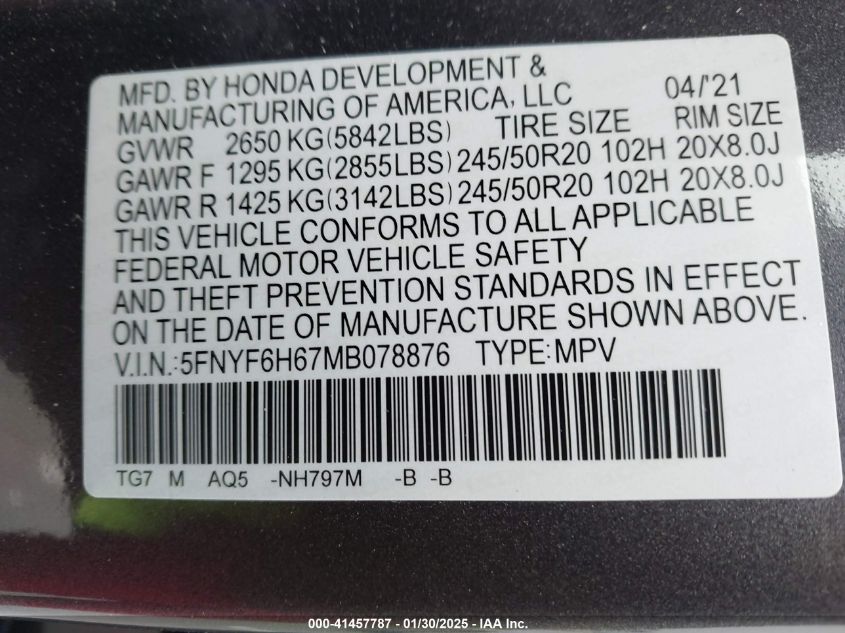 MFD. BY HONDA DEVELOPMENT &
MANUFACTURING OF AMERICA, LLC 04/'21
GVWR 2650 KG(5842LBS) TIRE SIZE RIM SIZE
GAWR F 1295 KG(2855LBS) 245/50R20 102H 20X8.0J
GAWR R 1425 KG(3142LBS) 245/50R20 102H 20X8.0J
THIS VEHICLE CONFORMS TO ALL APPLICABLE
FEDERAL MOTOR VEHICLE SAFETY
AND THEFT PREVENTION STANDARDS IN EFFECT
ON THE DATE OF MANUFACTURE SHOWN ABOVE.
V.I.N.:5FNYF6H67MB078876 TYPE:MPV
TG7 M AQ5 -NH797M -B -B
000-41457787 - 01/30/2025 - IAA Inc.